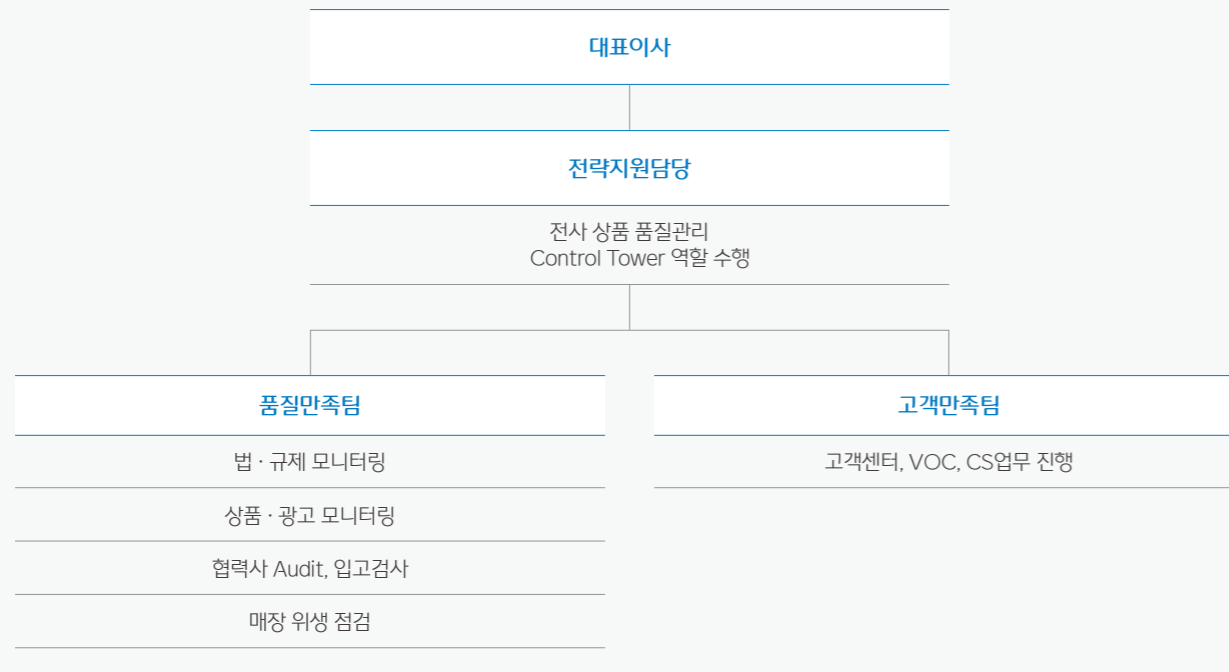 대표이사
전략지원담당
전사 상품 품질관리
Control Tower 역할 수행
품질만족팀
법 · 규제 모니터링
상품 · 광고 모니터링
협력사 Audit, 입고검사
매장 위생 점검
고객만족팀
고객센터, VOC, CS업무 진행